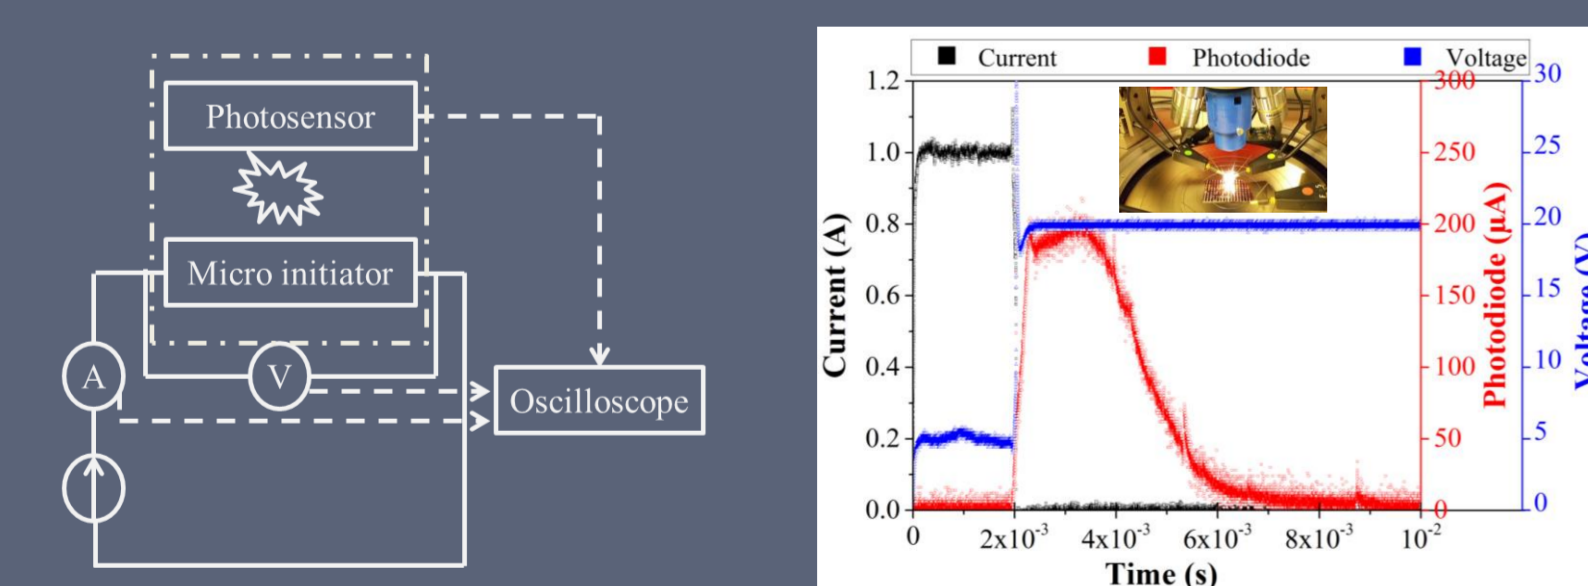 Photosensor
Micro initiator
A
V
Oscilloscope
Current
Photodiode
Voltage
1.2
1.0
0.8
0.6
0.4
0.2
0.0
Current (A)
300
250
200
150
100
50
0
Photodiode (μA)
30
25
20
15
10
5
0
Voltage (V)
0
2x10⁻³
4x10⁻³
6x10⁻³
8x10⁻³
10⁻²
Time (s)